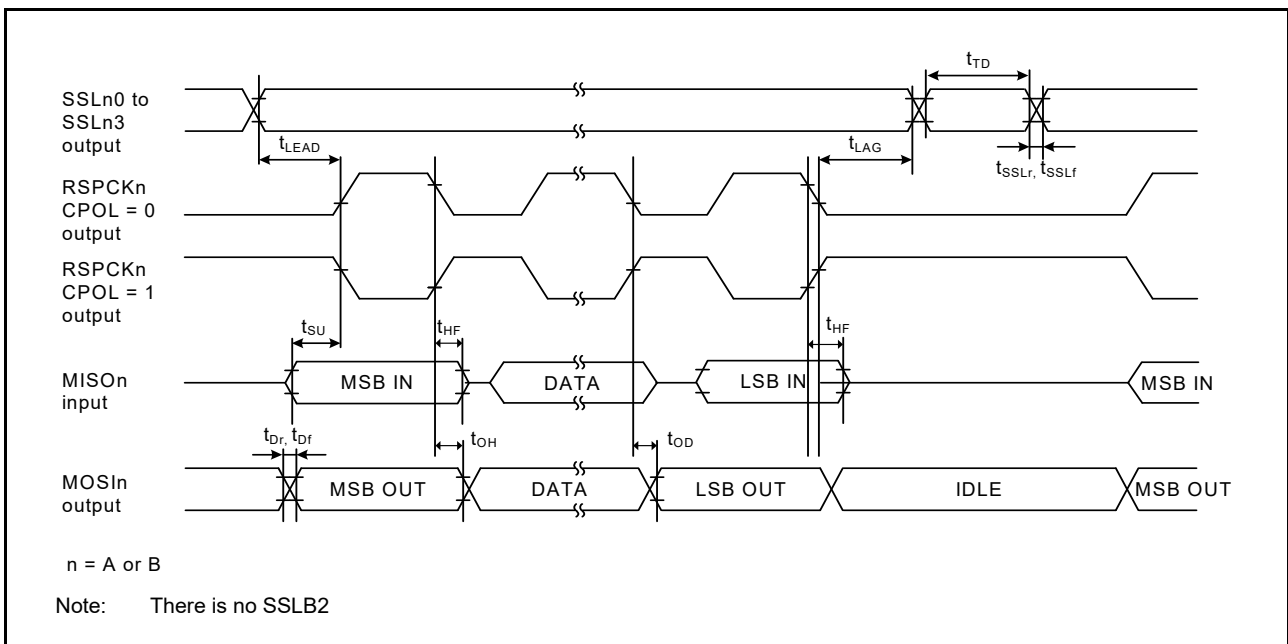 t_TD
SSLn0 to
SSLn3
output
t_LEAD
t_LAG
t_SSLr, t_SSLf
RSPCKn
CPOL = 0
output
RSPCKn
CPOL = 1
output
t_SU
t_HF
t_HF
MISOn
input
MSB IN
DATA
LSB IN
MSB IN
t_Dr, t_Df
t_OH
t_OD
MOSIn
output
MSB OUT
DATA
LSB OUT
IDLE
MSB OUT
n = A or B
Note: There is no SSLB2